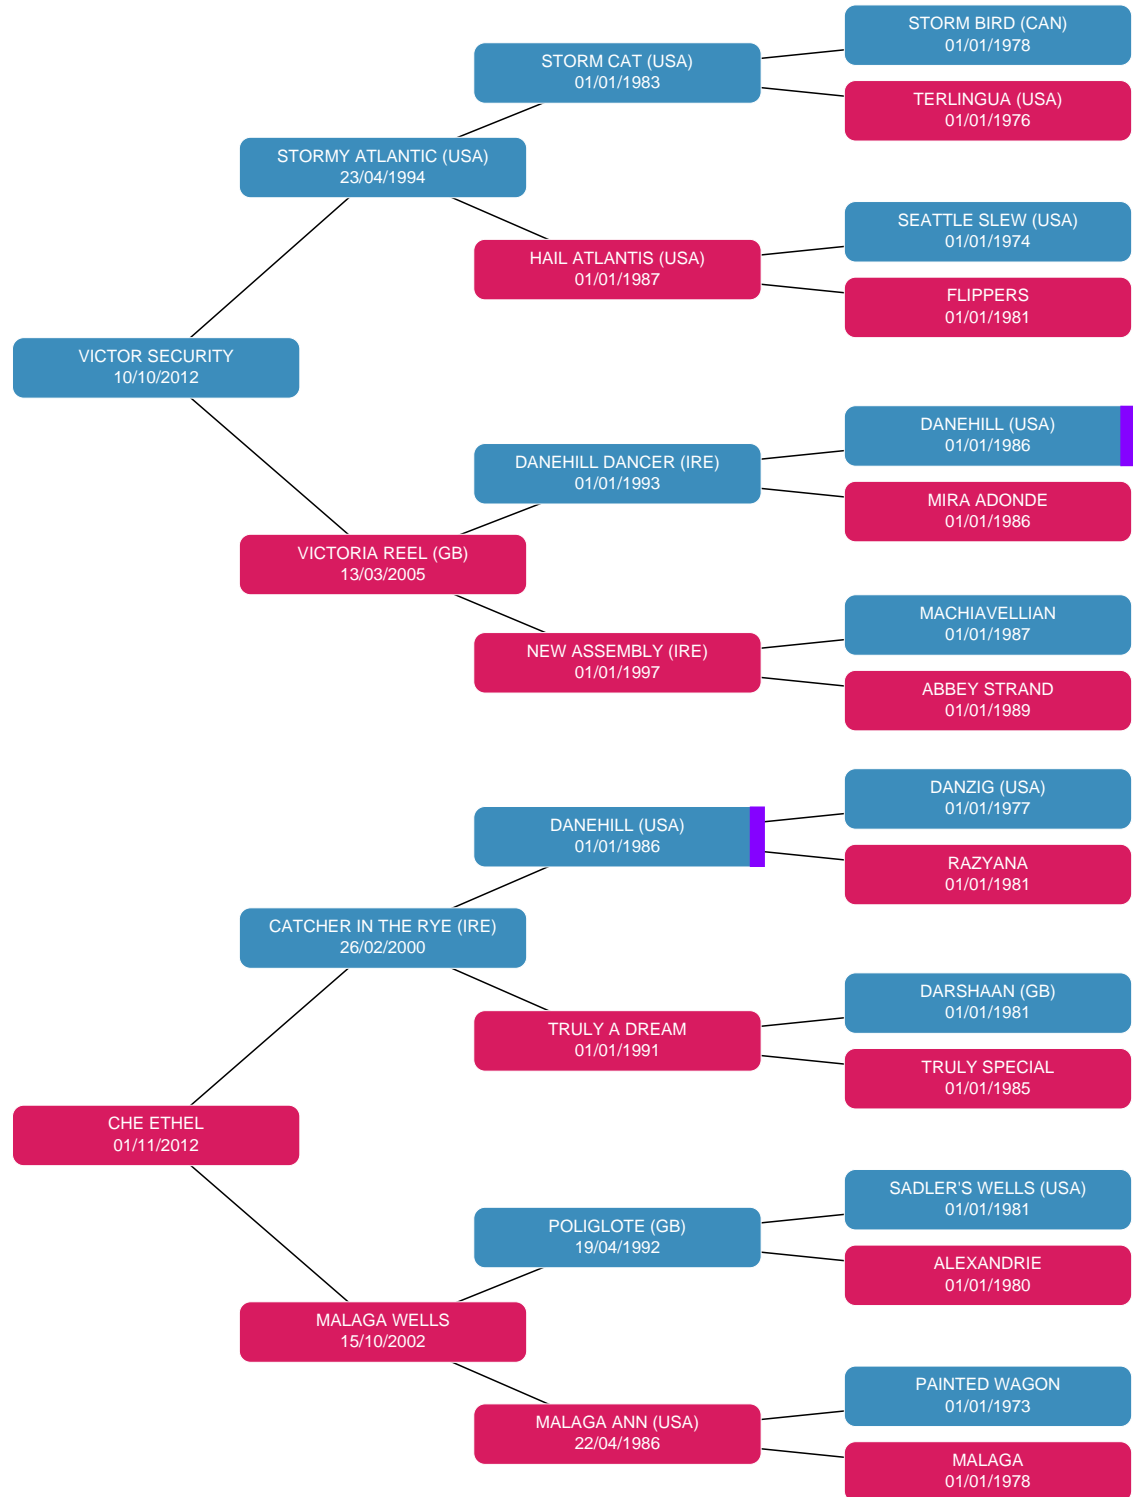 STORM BIRD (CAN)
01/01/1978
STORM CAT (USA)
01/01/1983
TERLINGUA (USA)
01/01/1976
STORMY ATLANTIC (USA)
23/04/1994
SEATTLE SLEW (USA)
01/01/1974
HAIL ATLANTIS (USA)
01/01/1987
FLIPPERS
01/01/1981
VICTOR SECURITY
10/10/2012
DANEHILL (USA)
01/01/1986
DANEHILL DANCER (IRE)
01/01/1993
MIRA ADONDE
01/01/1986
VICTORIA REEL (GB)
13/03/2005
MACHIAVELLIAN
01/01/1987
NEW ASSEMBLY (IRE)
01/01/1997
ABBEY STRAND
01/01/1989
DANZIG (USA)
01/01/1977
DANEHILL (USA)
01/01/1986
RAZYANA
01/01/1981
CATCHER IN THE RYE (IRE)
26/02/2000
DARSHAAN (GB)
01/01/1981
TRULY A DREAM
01/01/1991
TRULY SPECIAL
01/01/1985
CHE ETHEL
01/11/2012
SADLER'S WELLS (USA)
01/01/1981
POLIGLOTE (GB)
19/04/1992
ALEXANDRIE
01/01/1980
MALAGA WELLS
15/10/2002
PAINTED WAGON
01/01/1973
MALAGA ANN (USA)
22/04/1986
MALAGA
01/01/1978